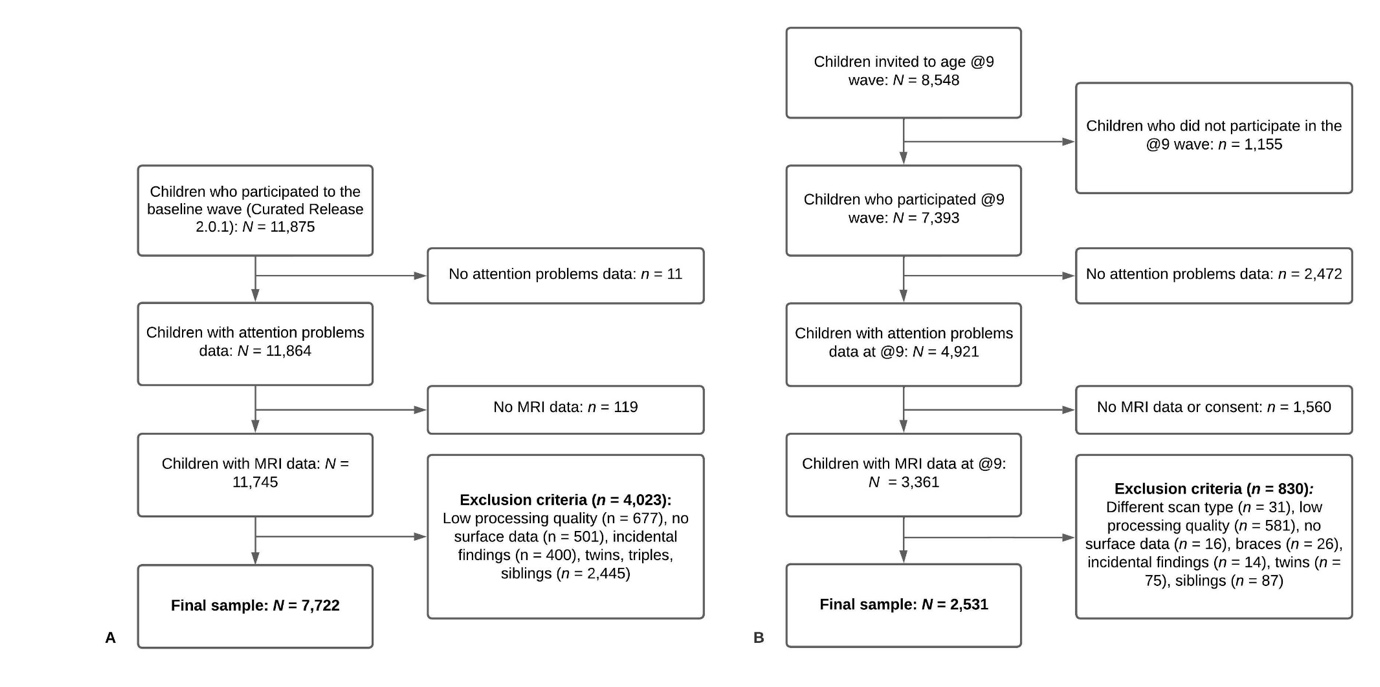 Children who participated to the
baseline wave (Curated Release
2.0.1): N = 11,875
No attention problems data: n = 11
Children with attention problems
data: N = 11,864
No MRI data: n = 119
Children with MRI data: N =
11,745
Exclusion criteria (n = 4,023):
Low processing quality (n = 677), no
surface data (n = 501), incidental
findings (n = 400), twins, triples,
siblings (n = 2,445)
Final sample: N = 7,722
A
Children invited to age @9
wave: N = 8,548
Children who did not participate in the
@9 wave: n = 1,155
Children who participated @9
wave: N = 7,393
No attention problems data: n = 2,472
Children with attention problems
data at @9: N = 4,921
No MRI data or consent: n = 1,560
Children with MRI data at @9:
N = 3,361
Exclusion criteria (n = 830):
Different scan type (n = 31), low
processing quality (n = 581), no
surface data (n = 16), braces (n = 26),
incidental findings (n = 14), twins (n =
75), siblings (n = 87)
Final sample: N = 2,531
B